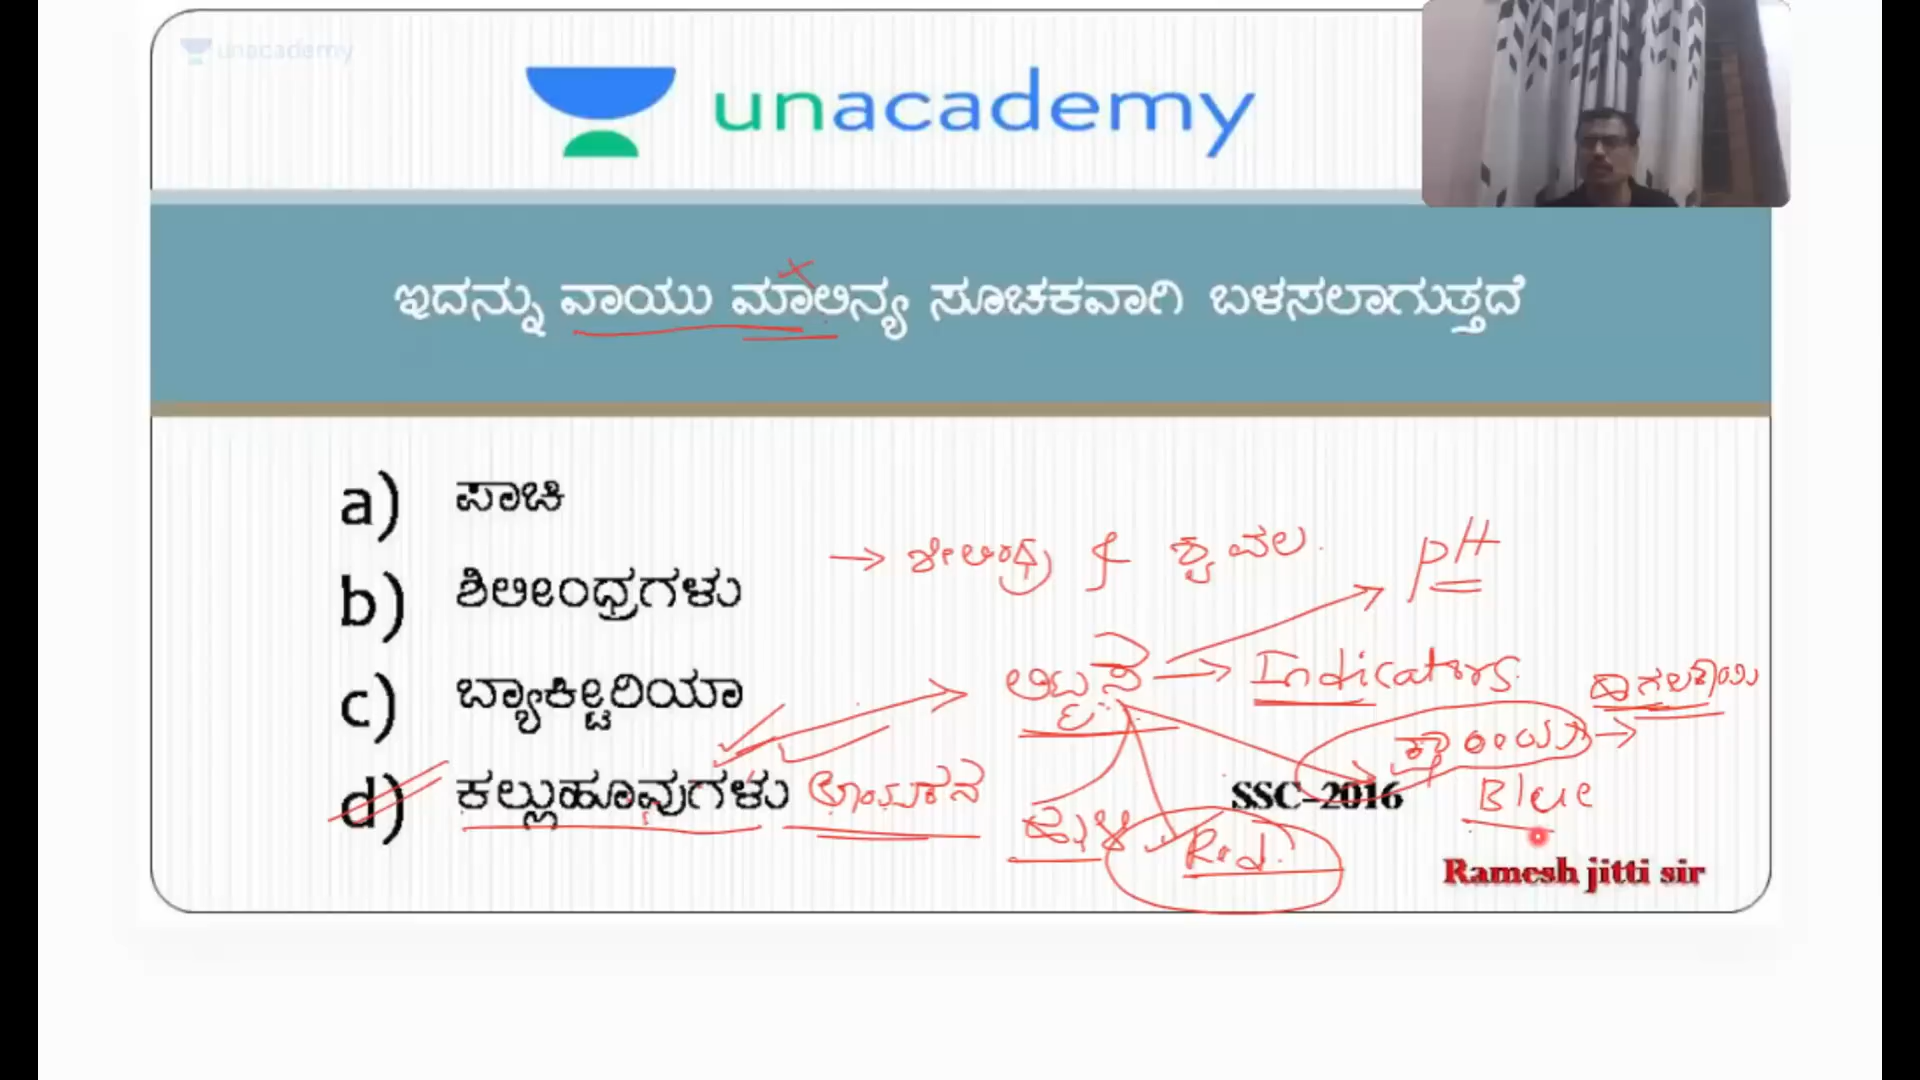 unacademy
unacademy
ಇದನ್ನು ವಾಯು ಮಾಲಿನ್ಯ ಸೂಚಕವಾಗಿ ಬಳಸಲಾಗುತ್ತದೆ
a) ಪಾಚಿ
b) ಶಿಲೀಂಧ್ರಗಳು
c) ಬ್ಯಾಕ್ಟೀರಿಯಾ
d) ಕಲ್ಲುಹೂವುಗಳು
pH
Indicators
SSC-2016
Blue
Red
Ramesh jitti sir